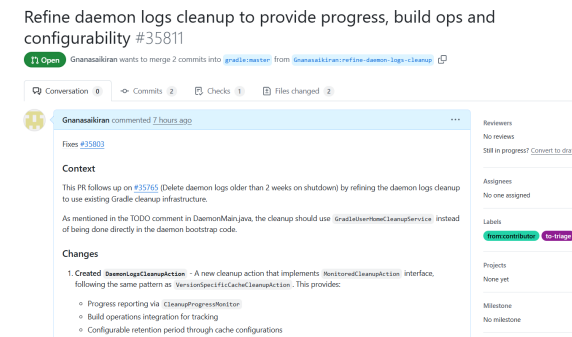 Refine daemon logs cleanup to provide progress, build ops and
configurability #35811
Open Gnanasaikiran wants to merge 2 commits into gradle:master from Gnanasaikiran:refine-daemon-logs-cleanup
Conversation 0 Commits 2 Checks 1 Files changed 2
Gnanasaikiran commented 7 hours ago ...
Fixes #35803
Context
This PR follows up on #35765 (Delete daemon logs older than 2 weeks on shutdown) by refining the daemon logs cleanup
to use existing Gradle cleanup infrastructure.
As mentioned in the TODO comment in DaemonMain.java, the cleanup should use GradleUserHomeCleanupService instead
of being done directly in the daemon bootstrap code.
Changes
1. Created DaemonLogsCleanupAction - A new cleanup action that implements MonitoredCleanupAction interface,
following the same pattern as VersionSpecificCacheCleanupAction. This provides:
Progress reporting via CleanupProgressMonitor
Build operations integration for tracking
Configurable retention period through cache configurations
Reviewers
No reviews
Still in progress? Convert to dra
Assignees
No one assigned
Labels
from:contributor to-triage
Projects
None yet
Milestone
No milestone